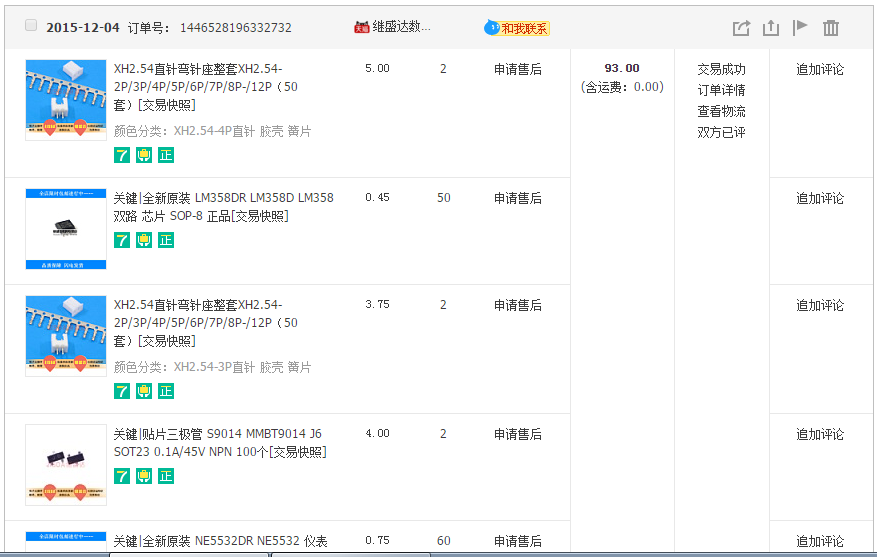 2015-12-04 订单号： 1446528196332732 天猫 继盛达数... 和我联系
XH2.54直针弯针座整套XH2.54-
2P/3P/4P/5P/6P/7P/8P-/12P（50
套）[交易快照]
颜色分类：XH2.54-4P直针 胶壳 簧片
7 正
5.00 2 申请售后
93.00
(含运费：0.00)
交易成功
订单详情
查看物流
双方已评
追加评论
关键|全新原装 LM358DR LM358D LM358
双路 芯片 SOP-8 正品[交易快照]
7 正
0.45 50 申请售后 追加评论
XH2.54直针弯针座整套XH2.54-
2P/3P/4P/5P/6P/7P/8P-/12P（50
套）[交易快照]
颜色分类：XH2.54-3P直针 胶壳 簧片
7 正
3.75 2 申请售后 追加评论
关键|贴片三极管 S9014 MMBT9014 J6
SOT23 0.1A/45V NPN 100个[交易快照]
7 正
4.00 2 申请售后 追加评论
关键|全新原装 NE5532DR NE5532 仪表
0.75 60 申请售后 追加评论